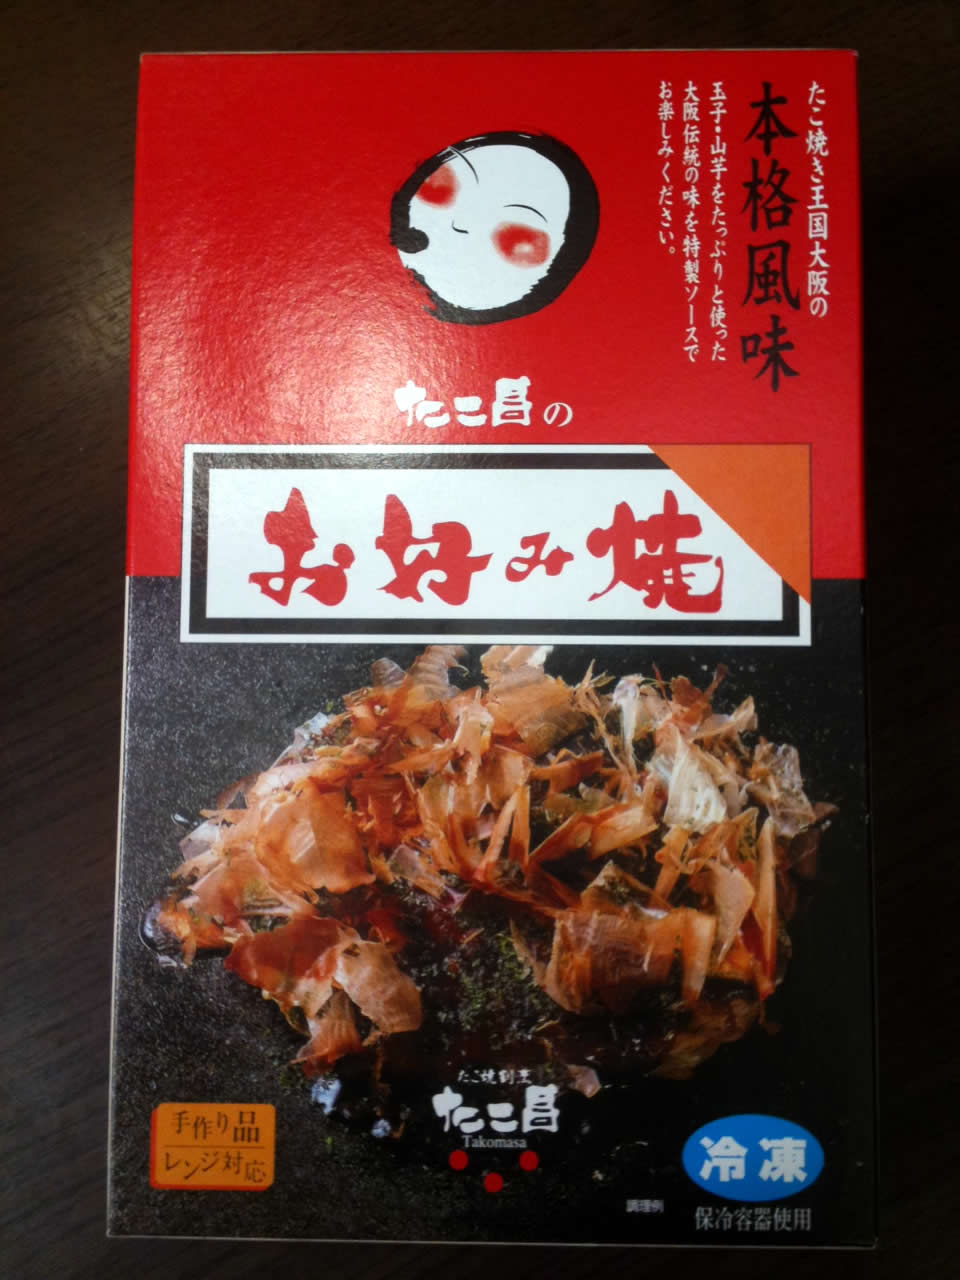 たこ焼き王国大阪の
本格風味
玉子・山芋をたっぷりと使った
大阪伝統の味を特製ソースで
お楽しみください。
たこ昌の
お好み焼
たこ焼割烹
たこ昌
Takomasa
手作り品
レンジ対応
冷凍
調理例
保冷容器使用